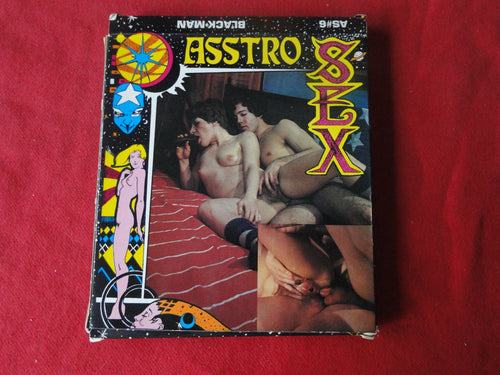 AS#6
BLACK•MAN
ASSTRO
SEX